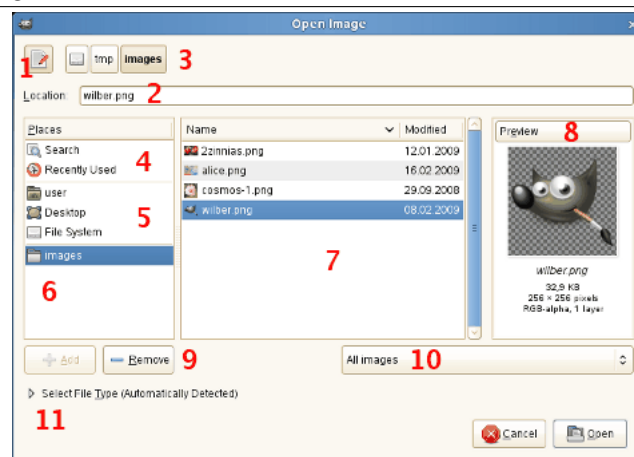 Open Image
1 tmp images 3
Location: wilber.png 2
Places
Search
Recently Used 4
user
Desktop 5
File System
images
6
Name Modified
2zinnias.png 12.01.2009
alice.png 16.02.2009
cosmos-1.png 29.09.2008
wilber.png 08.02.2009
7
Preview 8
wilber.png
32,9 KB
256 × 256 pixels
RGB-alpha, 1 layer
Add Remove 9 All images 10
Select File Type (Automatically Detected)
11
Cancel Open